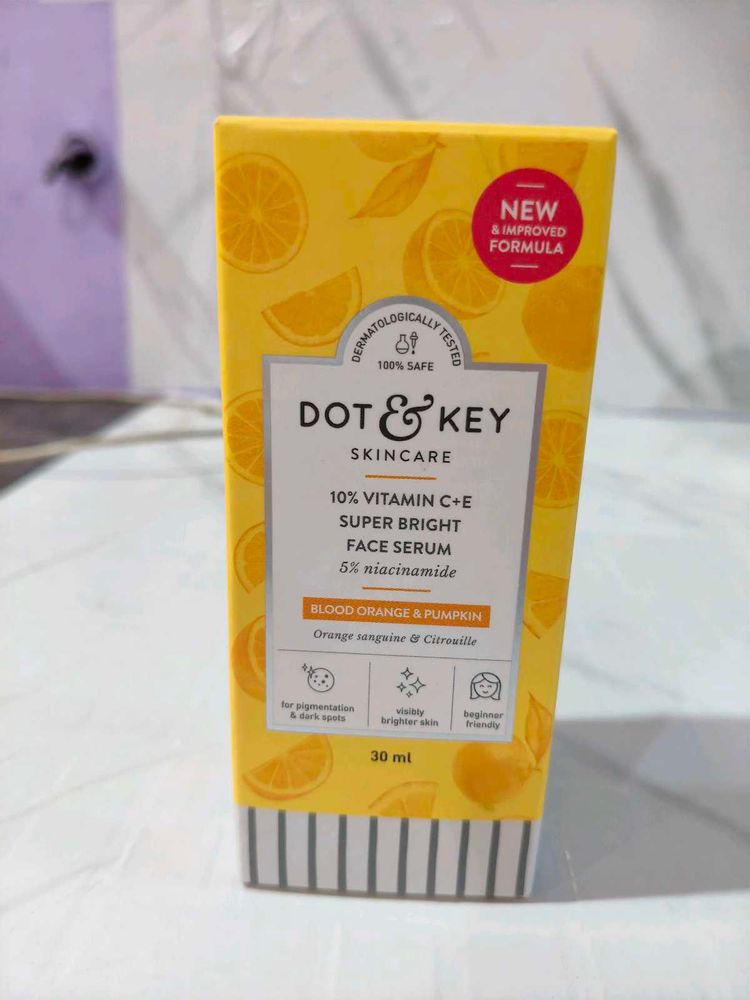 NEW
& IMPROVED
FORMULA
DERMATOLOGICALLY TESTED
100% SAFE
DOT & KEY
SKINCARE
10% VITAMIN C+E
SUPER BRIGHT
FACE SERUM
5% niacinamide
BLOOD ORANGE & PUMPKIN
Orange sanguine & Citrouille
for pigmentation
& dark spots
visibly
brighter skin
beginner
friendly
30 ml